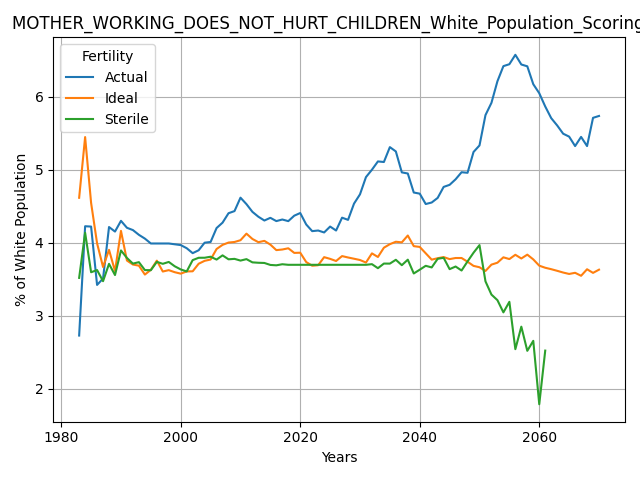 MOTHER_WORKING_DOES_NOT_HURT_CHILDREN_White_Population_Scoring
Fertility
Actual
Ideal
Sterile
% of White Population
6
5
4
3
2
1980
2000
2020
2040
2060
Years